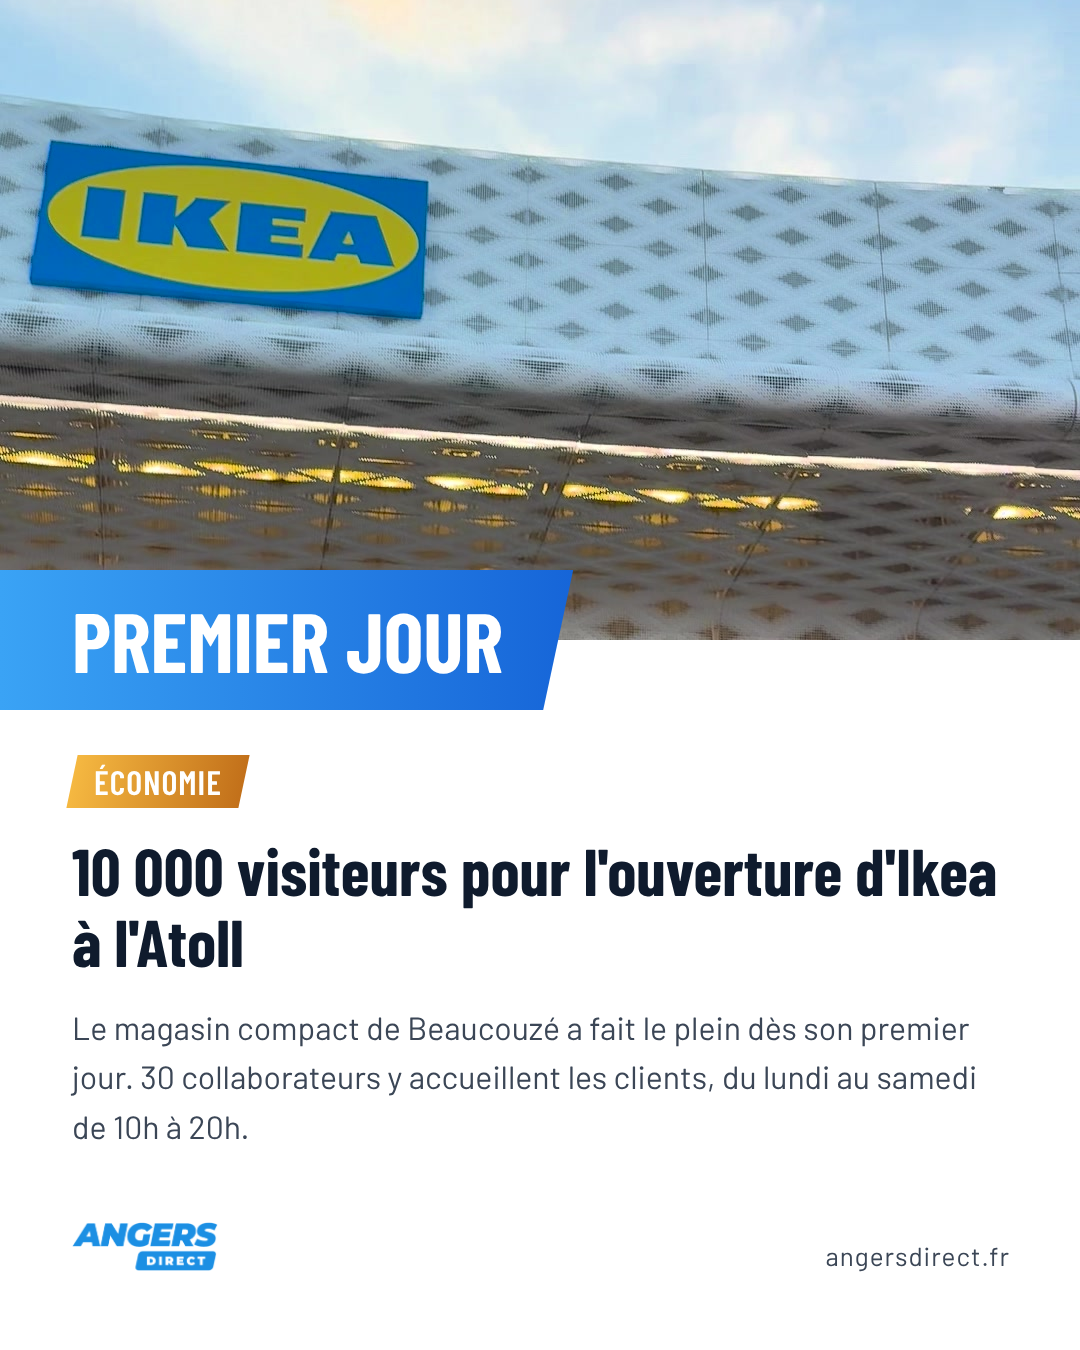 IKEA
PREMIER JOUR
ÉCONOMIE
10 000 visiteurs pour l'ouverture d'Ikea
à l'Atoll
Le magasin compact de Beaucouzé a fait le plein dès son premier
jour. 30 collaborateurs y accueillent les clients, du lundi au samedi
de 10h à 20h.
ANGERS
DIRECT
angersdirect.fr